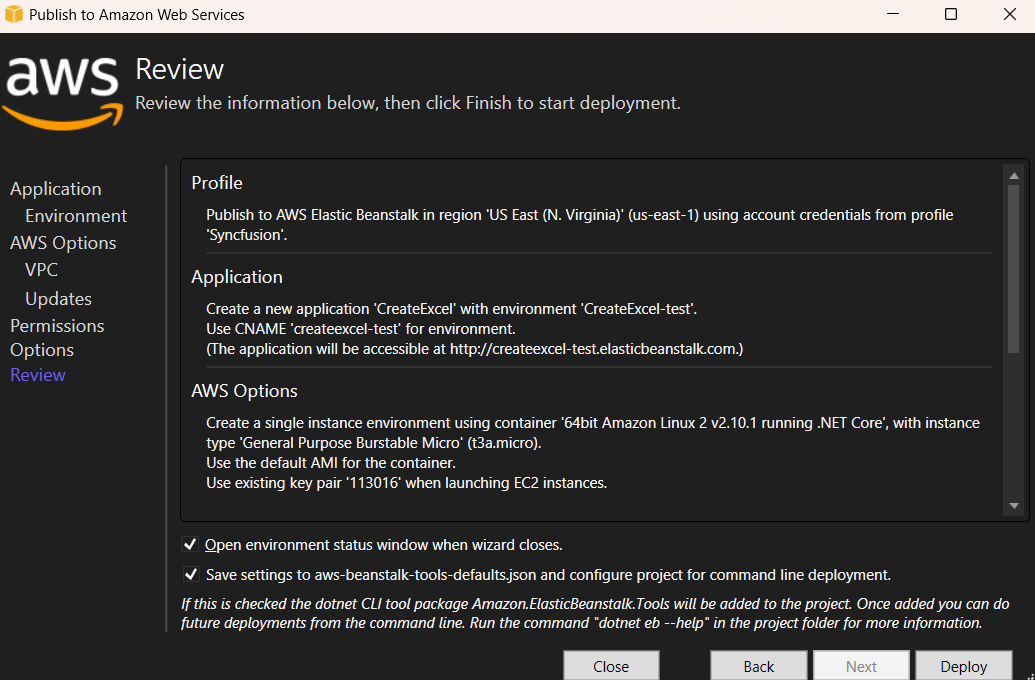 Publish to Amazon Web Services
aws
Review
Review the information below, then click Finish to start deployment.
Application
Environment
AWS Options
VPC
Updates
Permissions
Options
Review
Profile
Publish to AWS Elastic Beanstalk in region 'US East (N. Virginia)' (us-east-1) using account credentials from profile
'Syncfusion'.
Application
Create a new application 'CreateExcel' with environment 'CreateExcel-test'.
Use CNAME 'createexcel-test' for environment.
(The application will be accessible at http://createexcel-test.elasticbeanstalk.com.)
AWS Options
Create a single instance environment using container '64bit Amazon Linux 2 v2.10.1 running .NET Core', with instance
type 'General Purpose Burstable Micro' (t3a.micro).
Use the default AMI for the container.
Use existing key pair '113016' when launching EC2 instances.
Open environment status window when wizard closes.
Save settings to aws-beanstalk-tools-defaults.json and configure project for command line deployment.
If this is checked the dotnet CLI tool package Amazon.ElasticBeanstalk.Tools will be added to the project. Once added you can do
future deployments from the command line. Run the command "dotnet eb --help" in the project folder for more information.
Close
Back
Next
Deploy